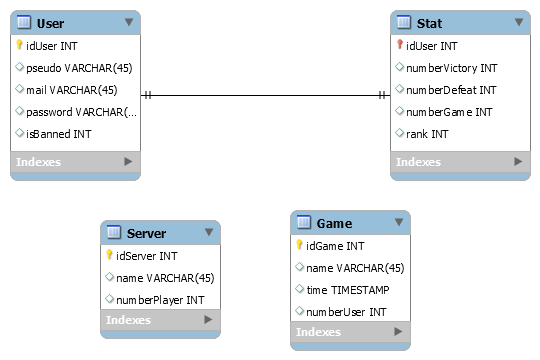 User
idUser INT
pseudo VARCHAR(45)
mail VARCHAR(45)
password VARCHAR(...
isBanned INT
Indexes
Stat
idUser INT
numberVictory INT
numberDefeat INT
numberGame INT
rank INT
Indexes
Server
idServer INT
name VARCHAR(45)
numberPlayer INT
Indexes
Game
idGame INT
name VARCHAR(45)
time TIMESTAMP
numberUser INT
Indexes